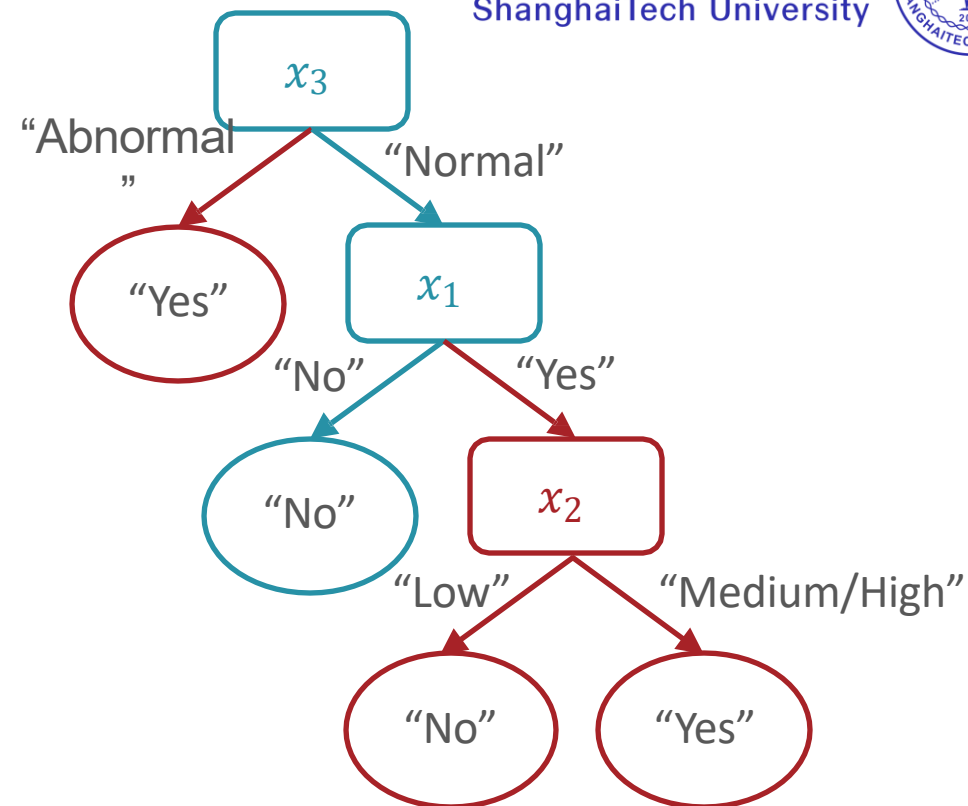 ShanghaiTech University
x₃
“Abnormal
”
“Normal”
“Yes”
x₁
“No”
“Yes”
“No”
x₂
“Low”
“Medium/High”
“No”
“Yes”